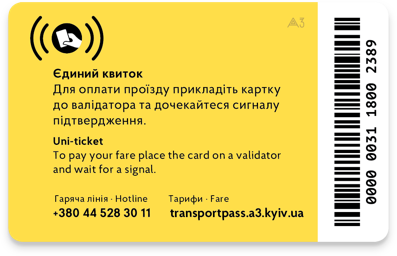 A3
Єдиний квиток
Для оплати проїзду прикладіть картку
до валідатора та дочекайтеся сигналу
підтвердження.
Uni-ticket
To pay your fare place the card on a validator
and wait for a signal.
Гаряча лінія · Hotline
+380 44 528 30 11
Тарифи · Fare
transportpass.a3.kyiv.ua
0000 0031 1800 2389